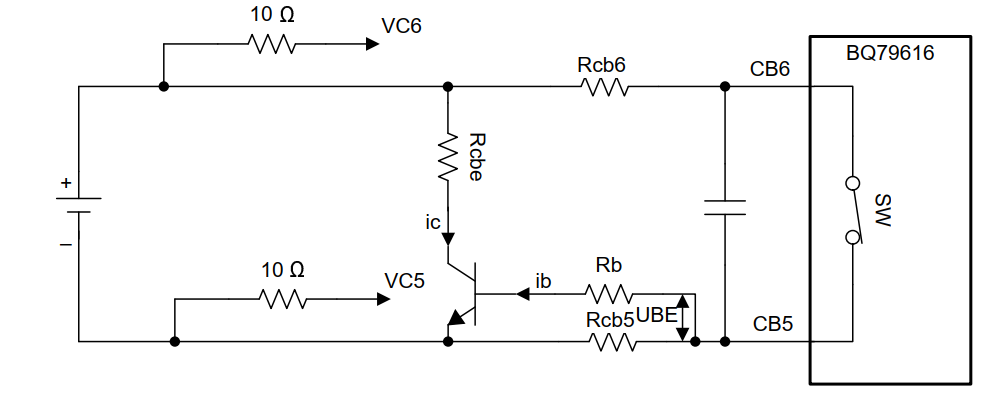 10 Ω
VC6
BQ79616
Rcb6
CB6
Rcbe
+
SW
ic
−
10 Ω
VC5
ib
Rb
Rcb5
UBE
CB5